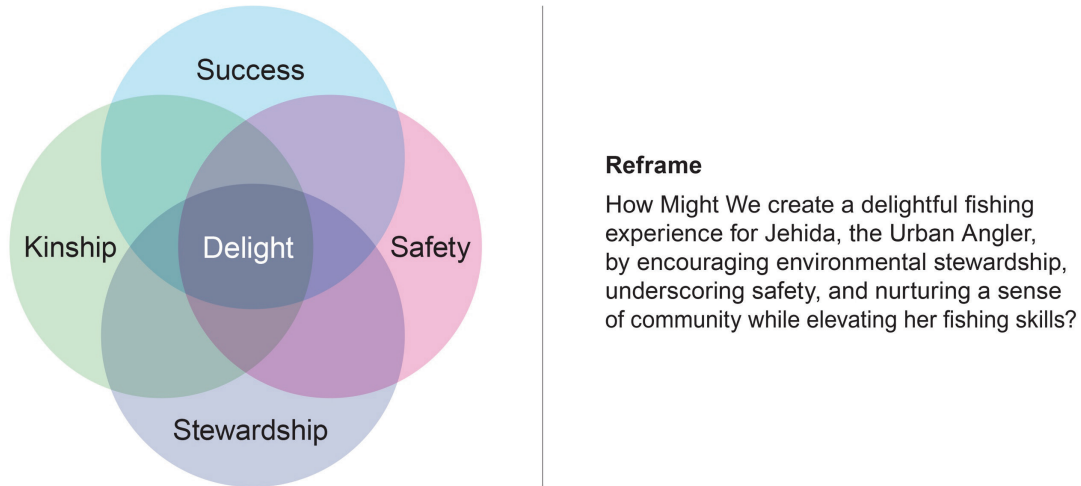 Success
Kinship
Delight
Safety
Stewardship
Reframe
How Might We create a delightful fishing
experience for Jehida, the Urban Angler,
by encouraging environmental stewardship,
underscoring safety, and nurturing a sense
of community while elevating her fishing skills?